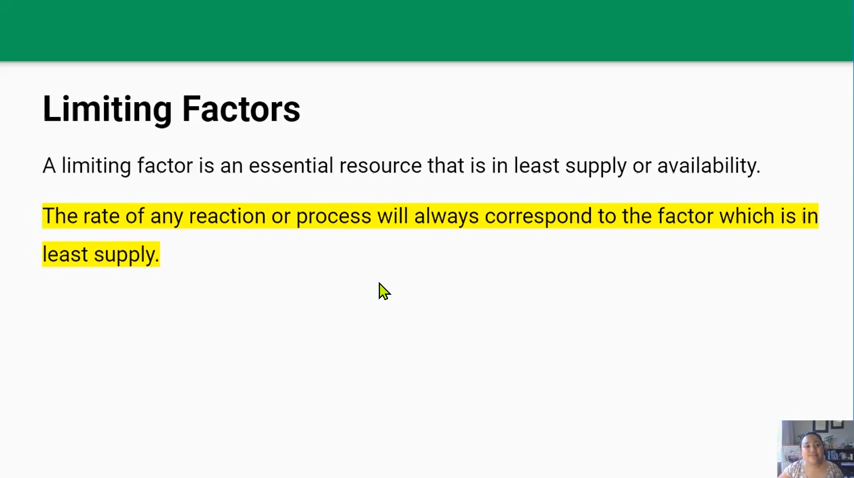 Limiting Factors
A limiting factor is an essential resource that is in least supply or availability.
The rate of any reaction or process will always correspond to the factor which is in
least supply.